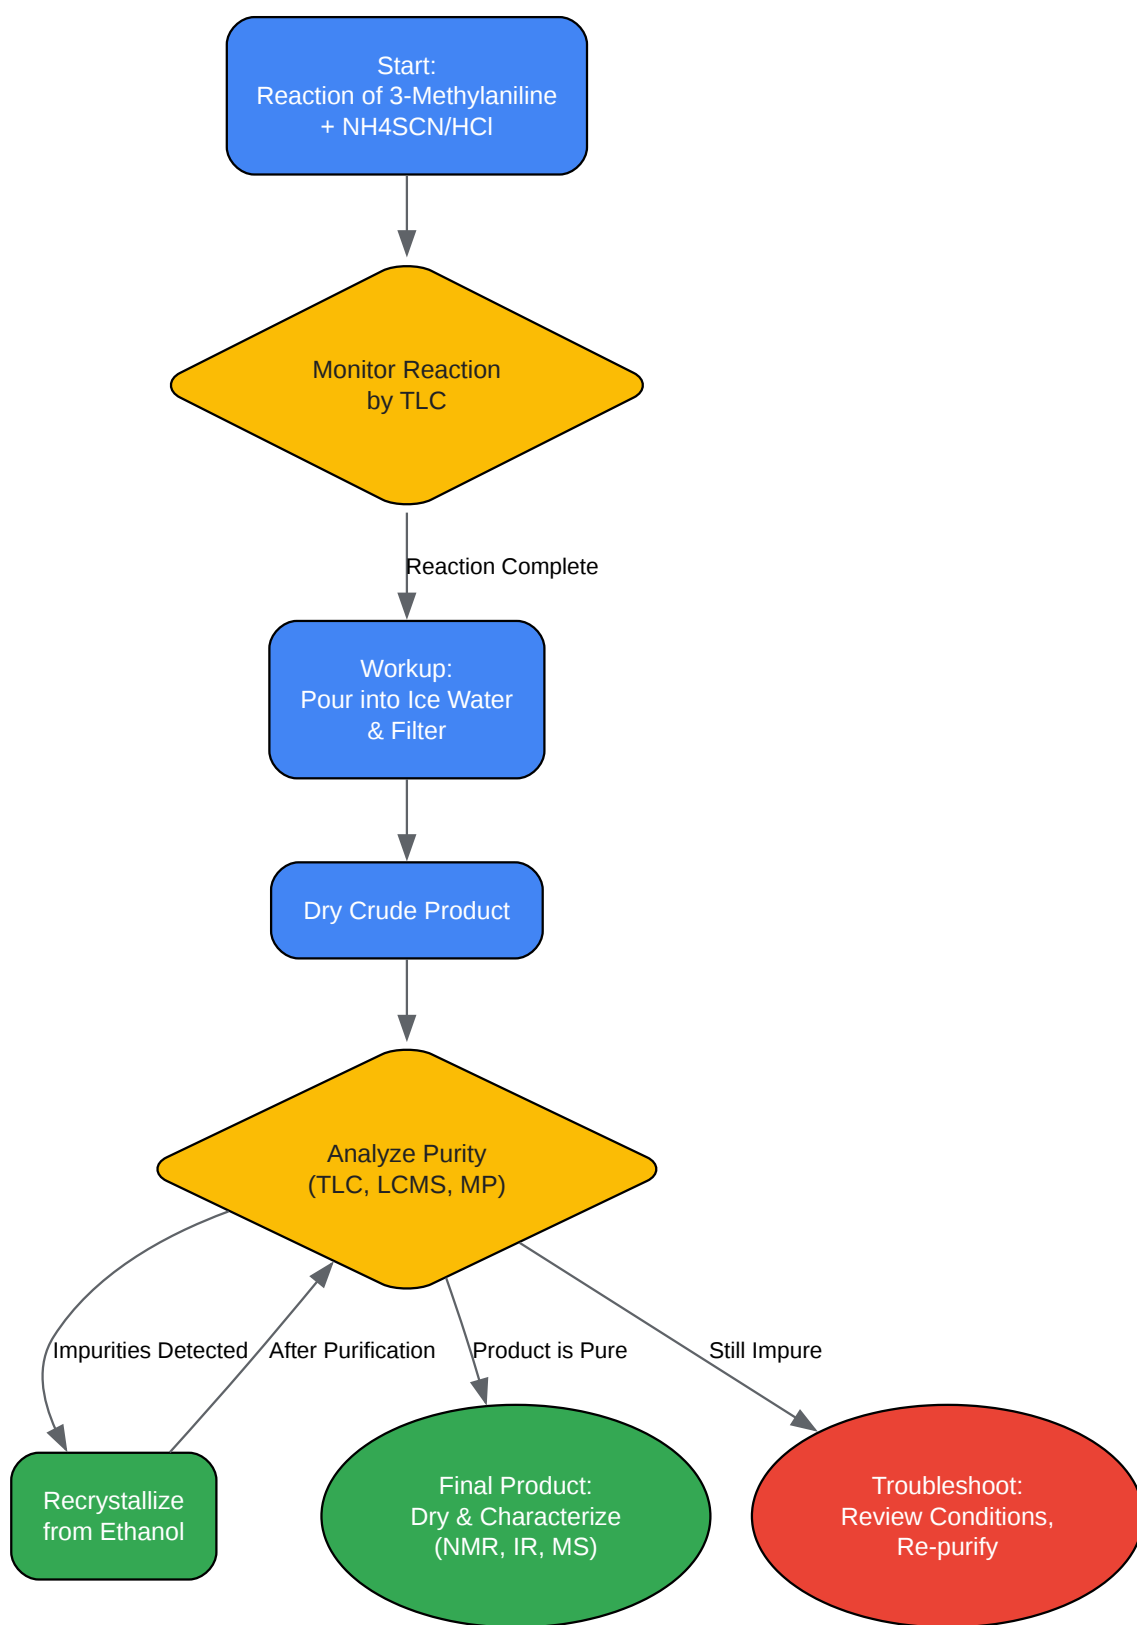 Start:
Reaction of 3-Methylaniline
+ NH4SCN/HCl
Monitor Reaction
by TLC
Reaction Complete
Workup:
Pour into Ice Water
& Filter
Dry Crude Product
Analyze Purity
(TLC, LCMS, MP)
Impurities Detected
After Purification
Product is Pure
Still Impure
Recrystallize
from Ethanol
Final Product:
Dry & Characterize
(NMR, IR, MS)
Troubleshoot:
Review Conditions,
Re-purify